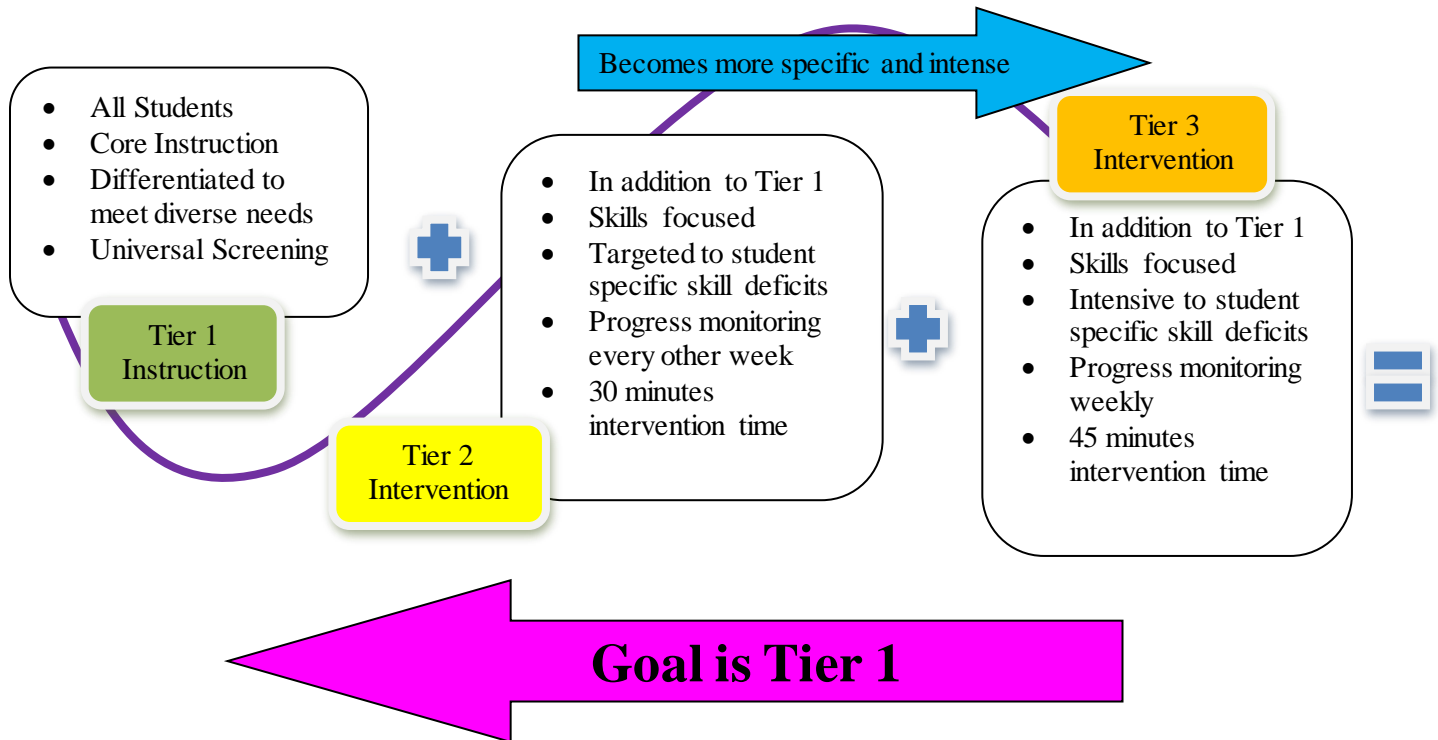 Becomes more specific and intense
• All Students
• Core Instruction
• Differentiated to
meet diverse needs
• Universal Screening
Tier 1
Instruction
• In addition to Tier 1
• Skills focused
• Targeted to student
specific skill deficits
• Progress monitoring
every other week
• 30 minutes
intervention time
Tier 2
Intervention
Tier 3
Intervention
• In addition to Tier 1
• Skills focused
• Intensive to student
specific skill deficits
• Progress monitoring
weekly
• 45 minutes
intervention time
Goal is Tier 1